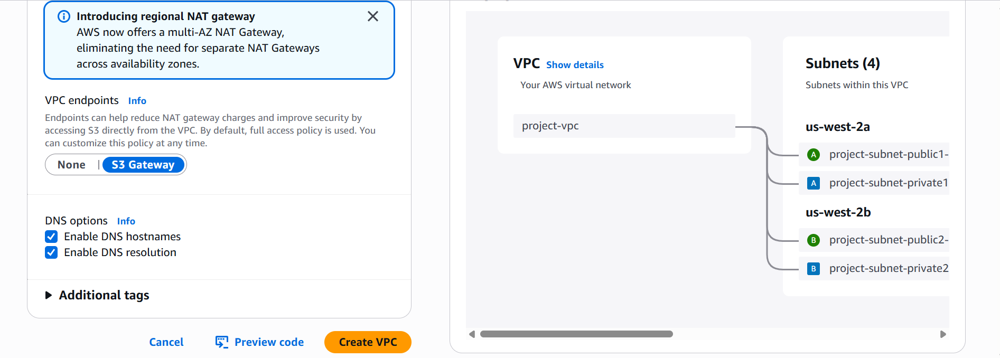 Introducing regional NAT gateway
AWS now offers a multi-AZ NAT Gateway,
eliminating the need for separate NAT Gateways
across availability zones.
VPC endpoints Info
Endpoints can help reduce NAT gateway charges and improve security by
accessing S3 directly from the VPC. By default, full access policy is used. You
can customize this policy at any time.
None | S3 Gateway
DNS options Info
Enable DNS hostnames
Enable DNS resolution
Additional tags
Cancel Preview code Create VPC
VPC Show details
Your AWS virtual network
project-vpc
Subnets (4)
Subnets within this VPC
us-west-2a
A project-subnet-public1-
A project-subnet-private1
us-west-2b
B project-subnet-public2-
B project-subnet-private2